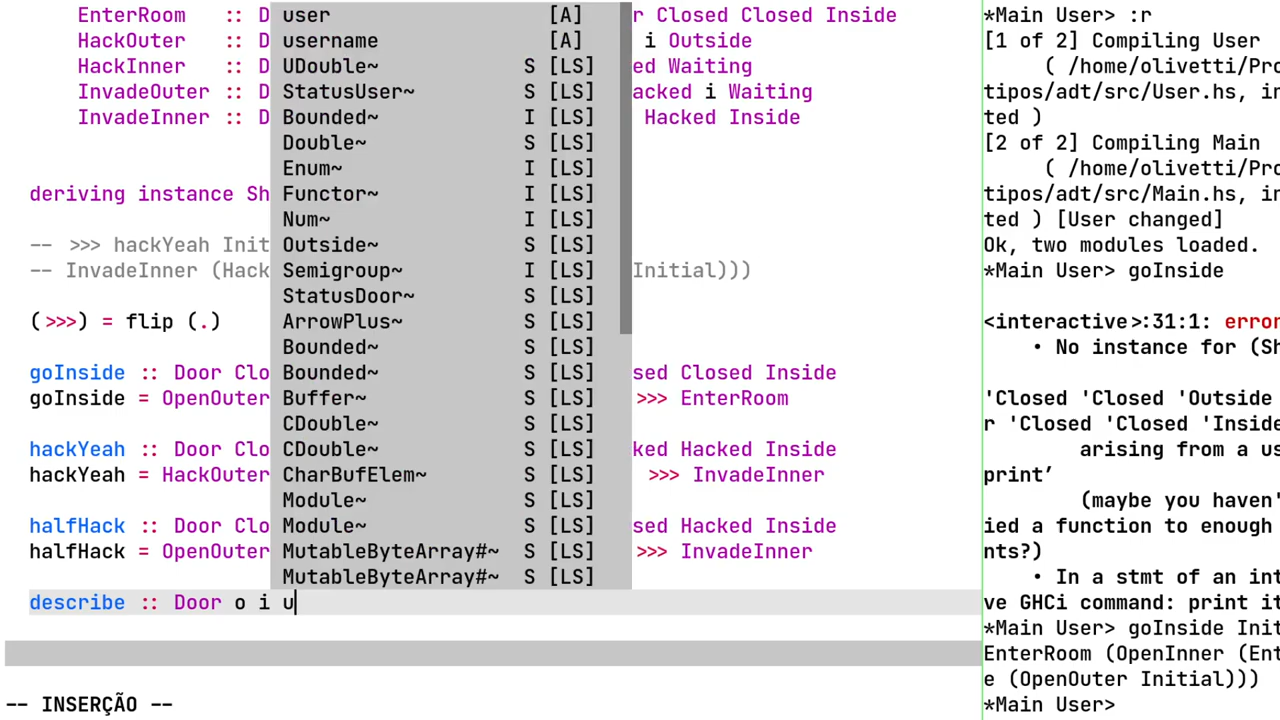 EnterRoom :: D
HackOuter :: D
HackInner :: D
InvadeOuter :: D
InvadeInner :: D
deriving instance Sh
-- >>> hackYeah Init
-- InvadeInner (Hack
(>>>) = flip (.)
goInside :: Door Clo
goInside = OpenOuter
hackYeah :: Door Clo
hackYeah = HackOuter
halfHack :: Door Clo
halfHack = OpenOuter
describe :: Door o i u
user [A]
username [A]
UDouble~ S [LS]
StatusUser~ S [LS]
Bounded~ I [LS]
Double~ S [LS]
Enum~ I [LS]
Functor~ I [LS]
Num~ I [LS]
Outside~ S [LS]
Semigroup~ I [LS]
StatusDoor~ S [LS]
ArrowPlus~ S [LS]
Bounded~ S [LS]
Bounded~ S [LS]
Buffer~ S [LS]
CDouble~ S [LS]
CDouble~ S [LS]
CharBufElem~ S [LS]
Module~ S [LS]
Module~ S [LS]
MutableByteArray#~ S [LS]
MutableByteArray#~ S [LS]
r Closed Closed Inside
i Outside
ed Waiting
acked i Waiting
Hacked Inside
Initial)))
sed Closed Inside
>>> EnterRoom
ked Hacked Inside
>>> InvadeInner
sed Hacked Inside
>>> InvadeInner
-- INSERÇÃO --
*Main User> :r
[1 of 2] Compiling User
( /home/olivetti/Pro
tipos/adt/src/User.hs, in
ted )
[2 of 2] Compiling Main
( /home/olivetti/Pro
tipos/adt/src/Main.hs, in
ted ) [User changed]
Ok, two modules loaded.
*Main User> goInside
<interactive>:31:1: error
• No instance for (Sh
'Closed 'Closed 'Outside
r 'Closed 'Closed 'Inside
arising from a us
print’
(maybe you haven'
ied a function to enough
nts?)
• In a stmt of an int
ve GHCi command: print it
*Main User> goInside Init
EnterRoom (OpenInner (Ent
e (OpenOuter Initial)))
*Main User>